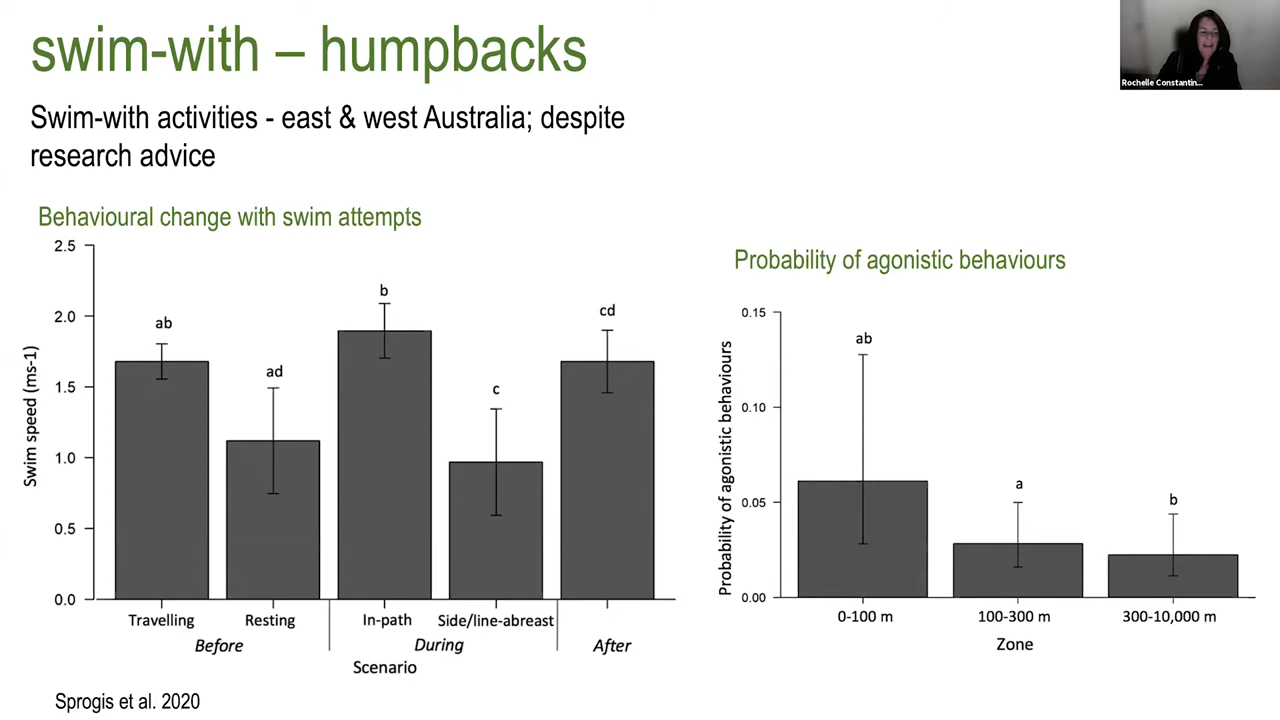 swim-with – humpbacks
Rochelle Constantin...
Swim-with activities - east & west Australia; despite
research advice
Behavioural change with swim attempts
2.5
2.0
1.5
1.0
0.5
0.0
Swim speed (ms-1)
ab
ad
b
c
cd
Travelling
Resting
In-path
Side/line-abreast
Before
During
After
Scenario
Probability of agonistic behaviours
0.15
0.10
0.05
0.00
Probability of agonistic behaviours
ab
a
b
0-100 m
100-300 m
300-10,000 m
Zone
Sprogis et al. 2020